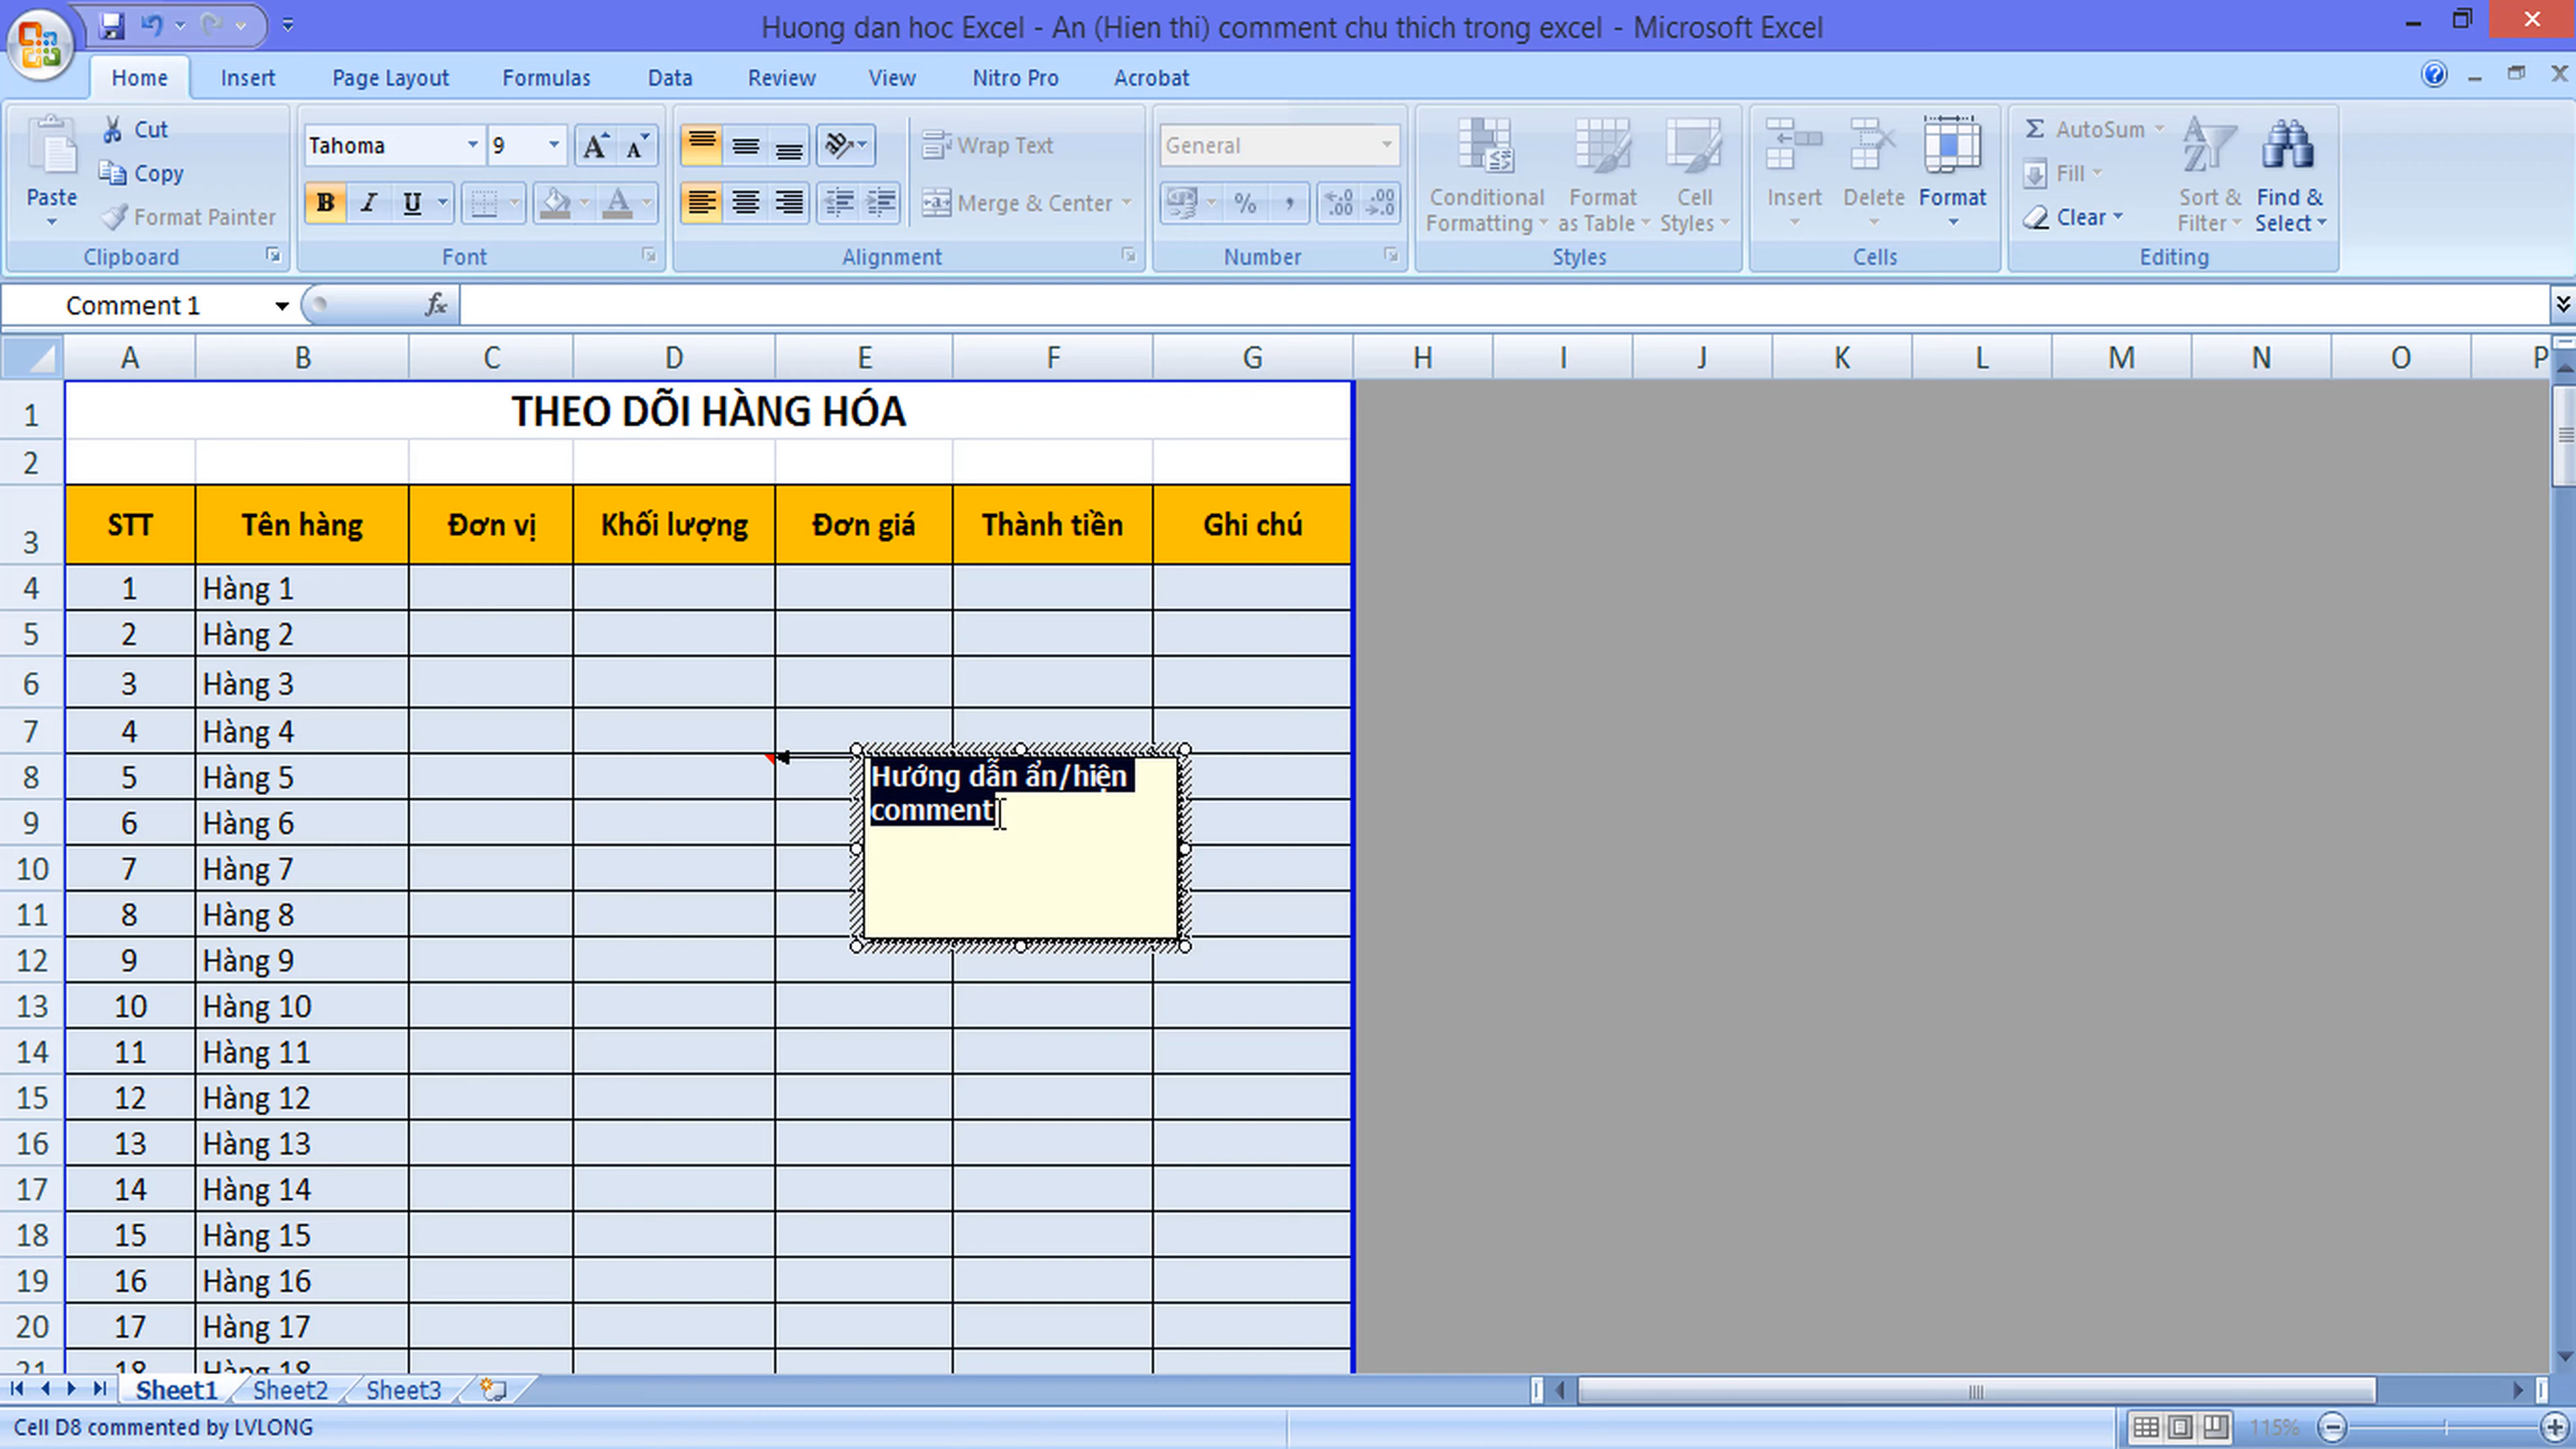 Huong dan hoc Excel - An (Hien thi) comment chu thich trong excel - Microsoft Excel
Home Insert Page Layout Formulas Data Review View Nitro Pro Acrobat
Paste
Cut
Copy
Format Painter
Clipboard
Tahoma 9
B I U
Font
Wrap Text
Merge & Center
Alignment
General
Number
Conditional Formatting
Format as Table
Cell Styles
Styles
Insert Delete Format
Cells
AutoSum
Fill
Clear
Sort & Filter
Find & Select
Editing
Comment 1 fx
A B C D E F G H I J K L M N O P
1 THEO DÕI HÀNG HÓA
2
3 STT Tên hàng Đơn vị Khối lượng Đơn giá Thành tiền Ghi chú
4 1 Hàng 1
5 2 Hàng 2
6 3 Hàng 3
7 4 Hàng 4
8 5 Hàng 5
9 6 Hàng 6
10 7 Hàng 7
11 8 Hàng 8
12 9 Hàng 9
13 10 Hàng 10
14 11 Hàng 11
15 12 Hàng 12
16 13 Hàng 13
17 14 Hàng 14
18 15 Hàng 15
19 16 Hàng 16
20 17 Hàng 17
21 18 Hàng 18
Hướng dẫn ẩn/hiện
comment
Sheet1 Sheet2 Sheet3
Cell D8 commented by LVLONG 115%